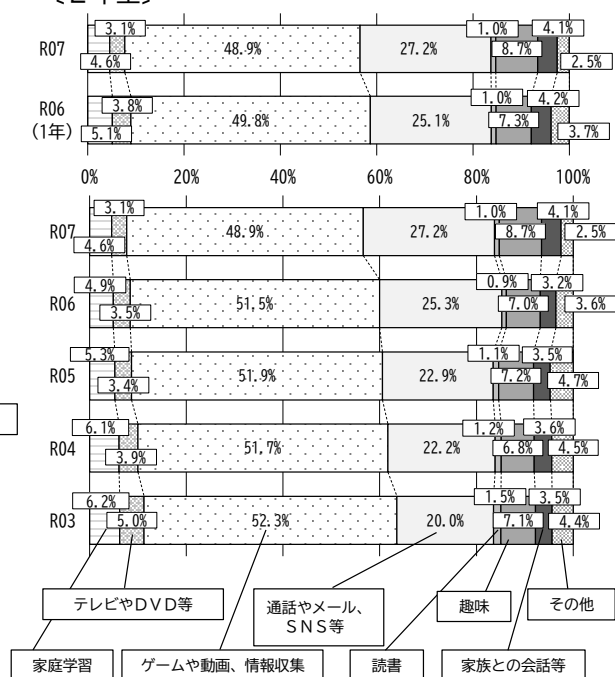 3.1% 1.0% 4.1%
R07 48.9% 27.2% 8.7%
4.6% 2.5%
R06 3.8% 1.0% 4.2%
(1年) 49.8% 25.1% 7.3%
5.1% 3.7%
0% 20% 40% 60% 80% 100%
3.1% 1.0% 4.1%
R07 48.9% 27.2% 8.7% 2.5%
4.6%
4.9% 0.9% 3.2%
R06 3.5% 51.5% 25.3% 7.0% 3.6%
5.3% 1.1% 3.5%
R05 3.4% 51.9% 22.9% 7.2% 4.7%
6.1% 1.2% 3.6%
R04 3.9% 51.7% 22.2% 6.8% 4.5%
6.2% 1.5% 3.5%
R03 5.0% 52.3% 20.0% 7.1% 4.4%
テレビやDVD等
通話やメール、
SNS等
趣味
その他
家庭学習
ゲームや動画、情報収集
読書
家族との会話等